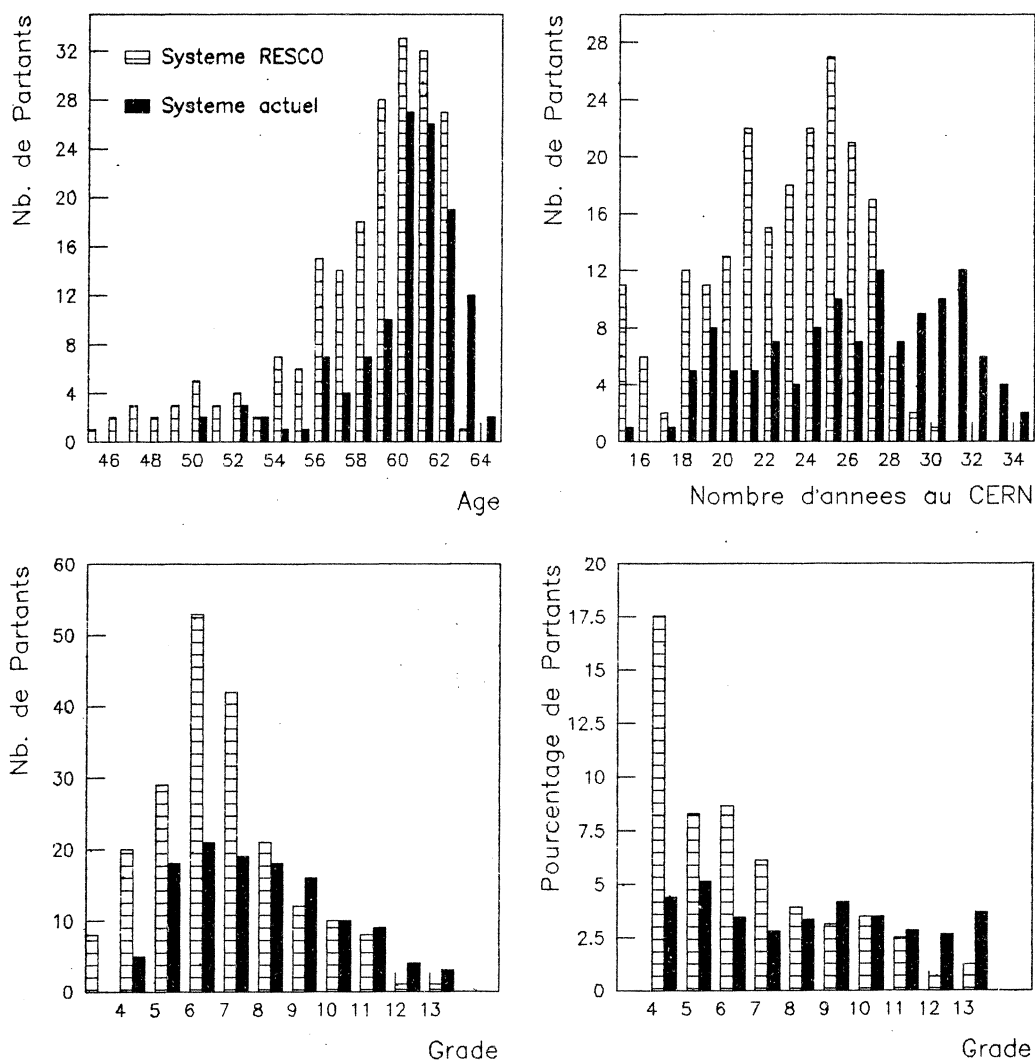 Nb. de Partants
32
28
24
20
16
12
8
4
0
Systeme RESCO
Systeme actuel
46 48 50 52 54 56 58 60 62 64
Age
Nb. de Partants
28
24
20
16
12
8
4
0
16 18 20 22 24 26 28 30 32 34
Nombre d'annees au CERN
Nb. de Partants
60
50
40
30
20
10
0
4 5 6 7 8 9 10 11 12 13
Grade
Pourcentage de Partants
20
17.5
15
12.5
10
7.5
5
2.5
0
4 5 6 7 8 9 10 11 12 13
Grade